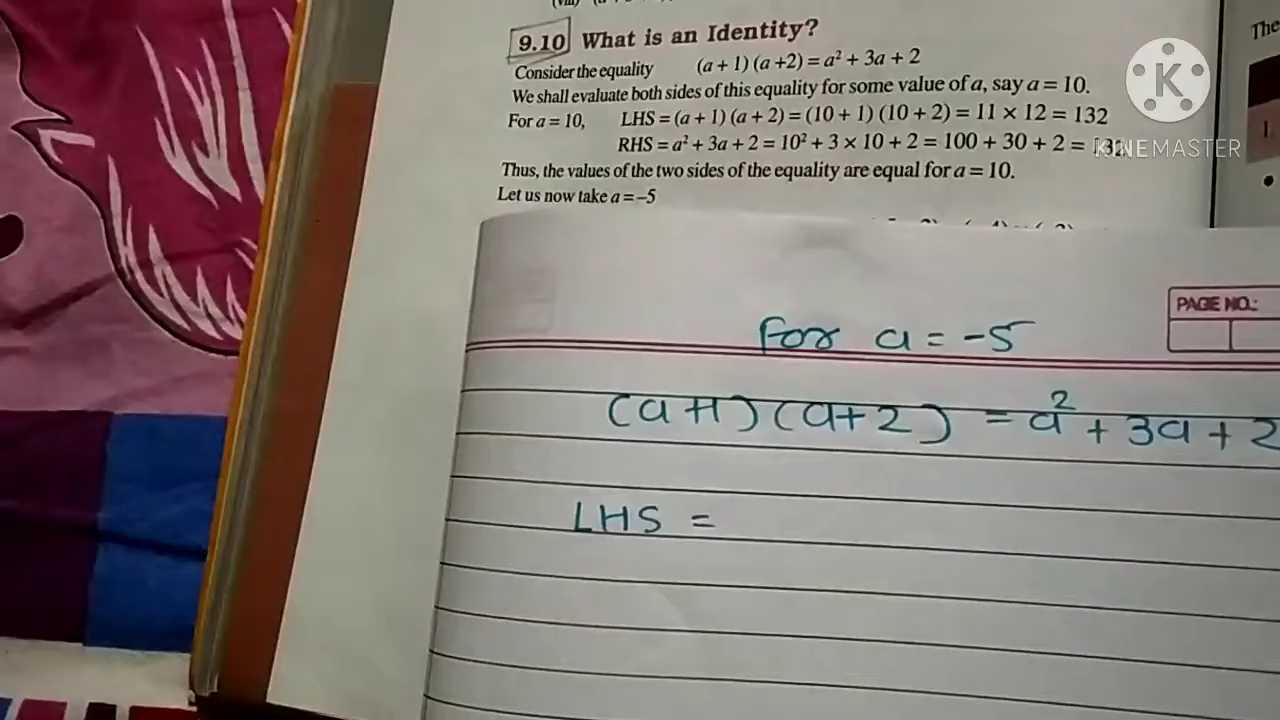 9.10 What is an Identity?
The
Consider the equality (a + 1) (a +2) = a² + 3a + 2
K
We shall evaluate both sides of this equality for some value of a, say a = 10.
For a = 10, LHS = (a + 1) (a + 2) = (10 + 1) (10 + 2) = 11 × 12 = 132
RHS = a² + 3a + 2 = 10² + 3 × 10 + 2 = 100 + 30 + 2 = 132
KINEMASTER
Thus, the values of the two sides of the equality are equal for a = 10.
Let us now take a = –5
PAGE NO.:
For a = -5
(a+1) (a+2) = a² + 3a + 2
LHS =